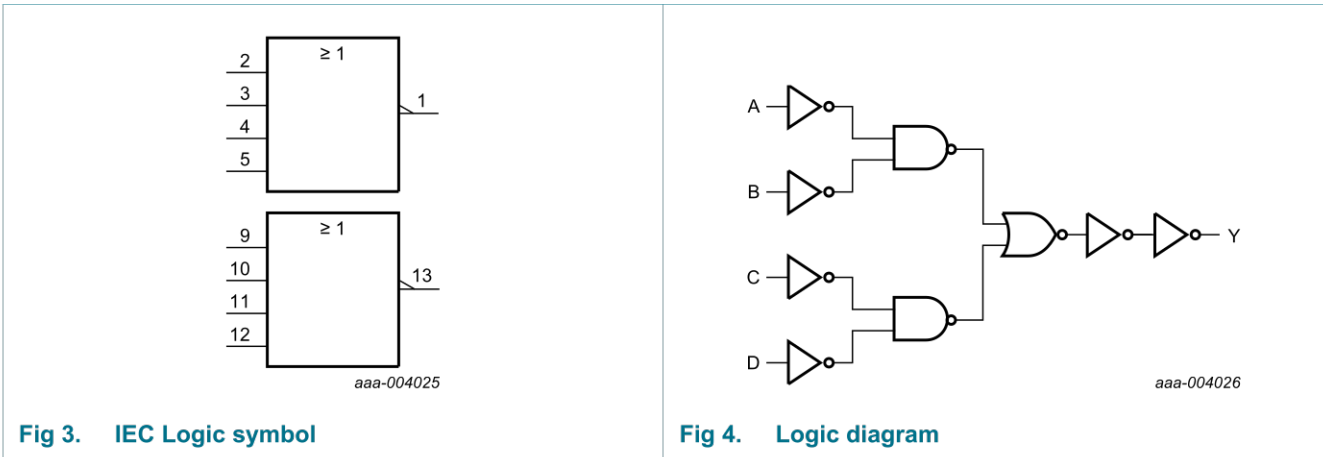 ≥ 1
2
3
4
5
1
≥ 1
9
10
11
12
13
aaa-004025
Fig 3. IEC Logic symbol
A
B
C
D
Y
aaa-004026
Fig 4. Logic diagram